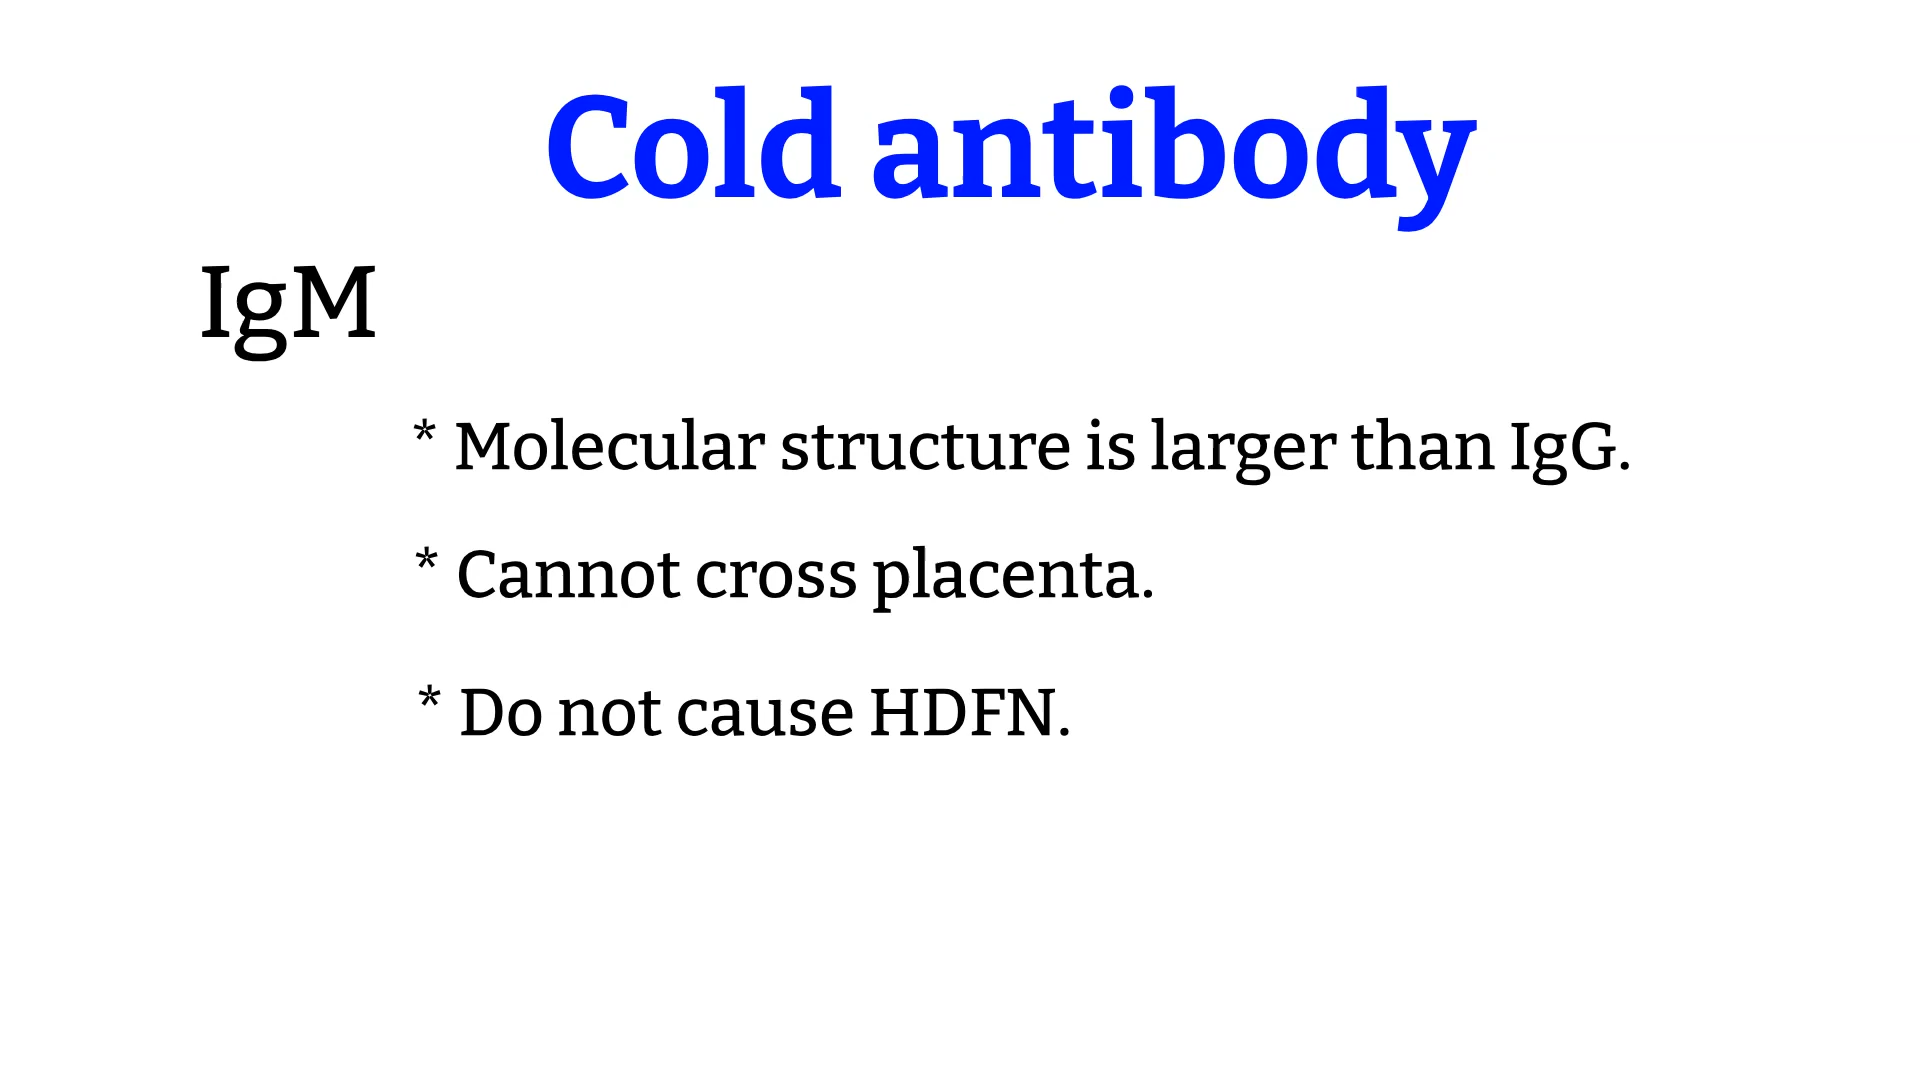 Cold antibody
IgM
* Molecular structure is larger than IgG.
* Cannot cross placenta.
* Do not cause HDFN.